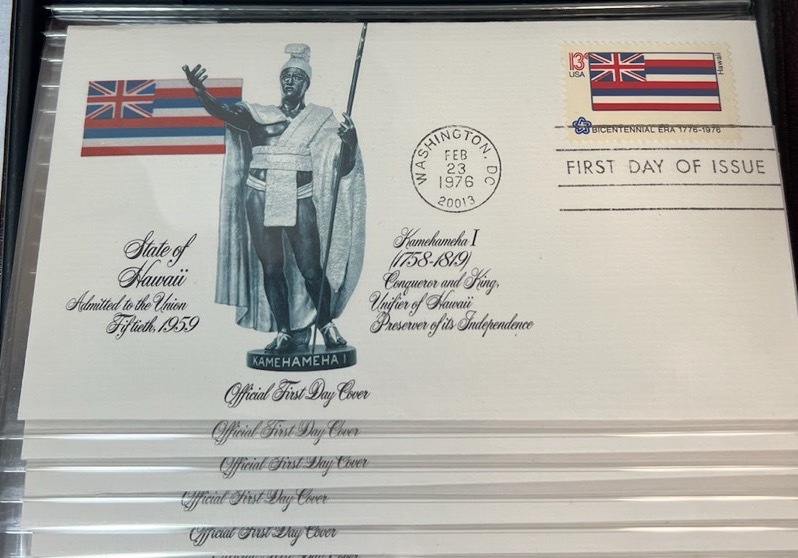 13¢
USA
Hawaii
BICENTENNIAL ERA 1776-1976
WASHINGTON, DC
FEB
23
1976
20013
FIRST DAY OF ISSUE
State of
Hawaii
Admitted to the Union
Fiftieth, 1959
Kamehameha I
(1758-1819)
Conqueror and King,
Unifier of Hawaii
Preserver of its Independence
KAMEHAMEHA I
Official First Day Cover
Official First Day Cover
Official First Day Cover
Official First Day Cover
Official First Day Cover